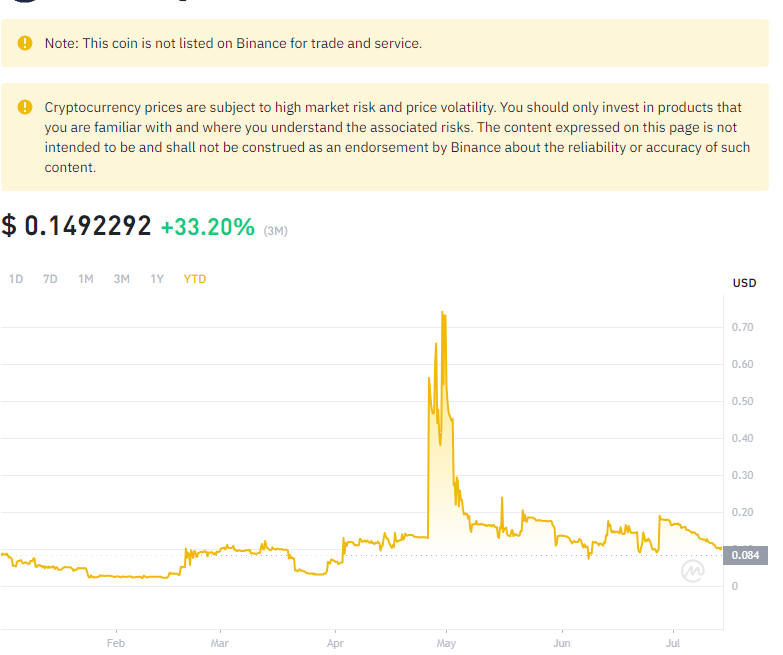 Note: This coin is not listed on Binance for trade and service.
Cryptocurrency prices are subject to high market risk and price volatility. You should only invest in products that
you are familiar with and where you understand the associated risks. The content expressed on this page is not
intended to be and shall not be construed as an endorsement by Binance about the reliability or accuracy of such
content.
$ 0.1492292 +33.20% (3M)
1D 7D 1M 3M 1Y YTD
USD
0.70
0.60
0.50
0.40
0.30
0.20
0.084
0
Feb Mar Apr May Jun Jul